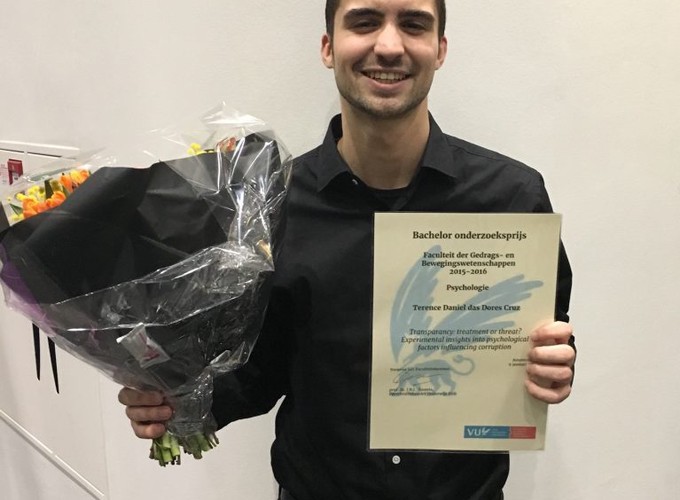 Bachelor onderzoeksprijs
Faculteit der Gedrags- en
Bewegingswetenschappen
2015-2016
Psychologie
Terence Daniel das Dores Cruz
Transparancy: treatment or threat?
Experimental insights into psychological
factors influencing corruption
VU